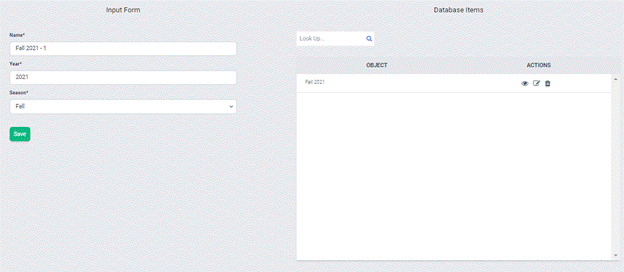 Input Form
Name*
Fall 2021 - 1
Year*
2021
Season*
Fall
Save
Database Items
Look Up...
OBJECT ACTIONS
Fall 2021